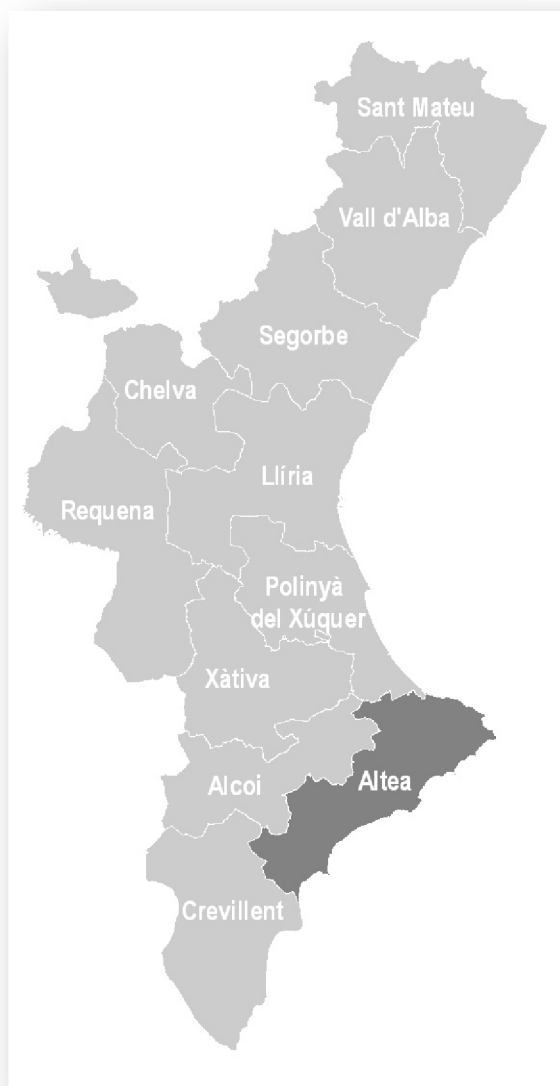 Sant Mateu
Vall d'Alba
Segorbe
Chelva
Llíria
Requena
Polinyà
del Xúquer
Xàtiva
Alcoi
Altea
Crevillent